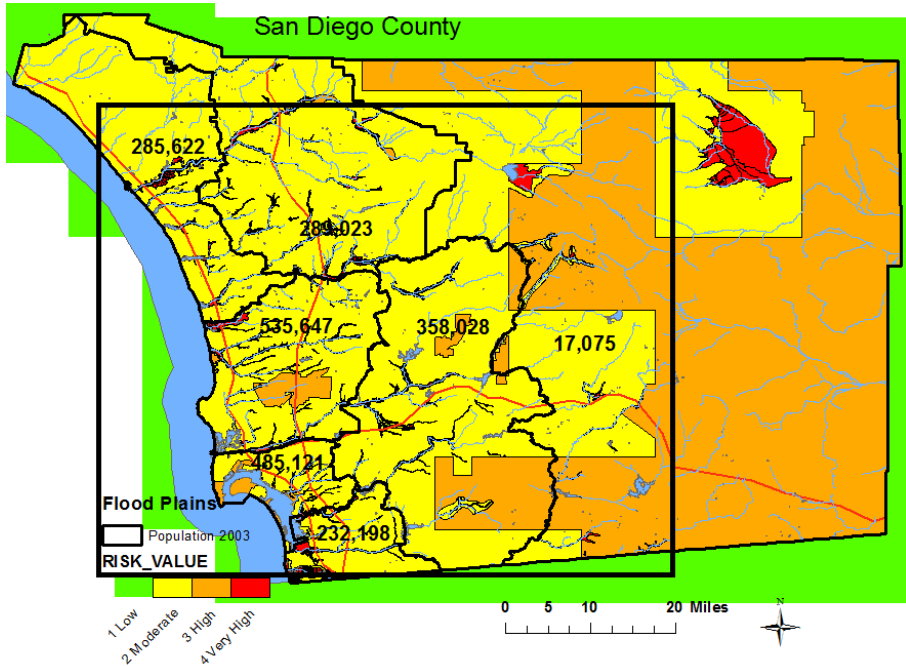 San Diego County
285,622
289,023
535,647
358,028
17,075
485,121
232,198
Flood Plains
Population 2003
RISK_VALUE
1 Low
2 Moderate
3 High
4 Very High
0 5 10 20 Miles
N